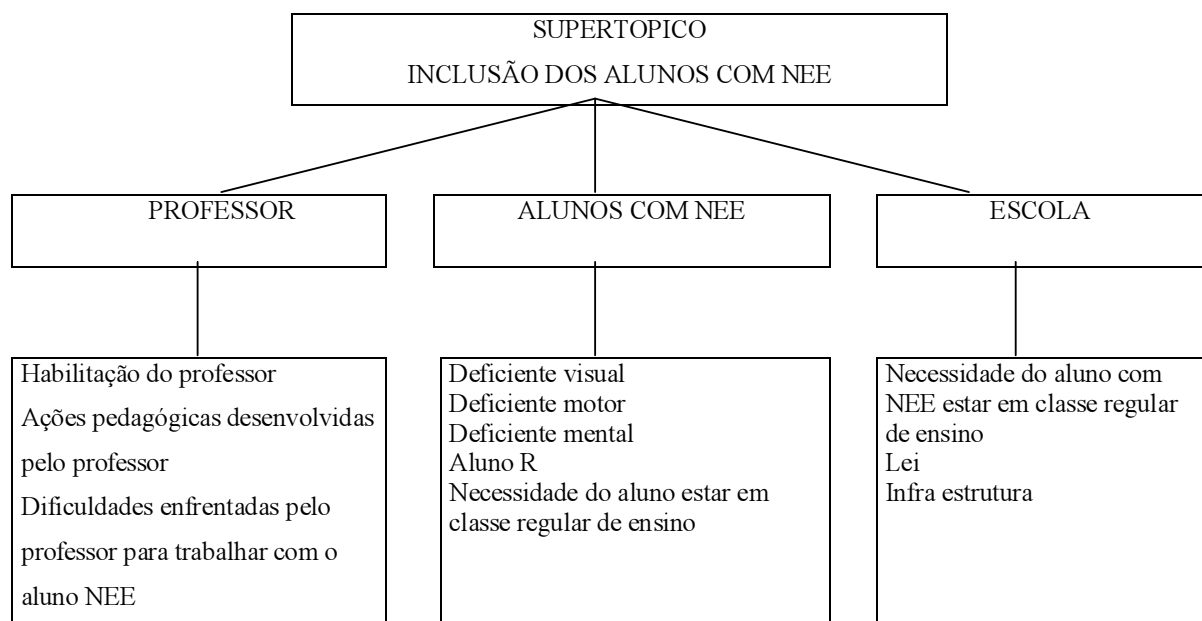 SUPERTOPICO
INCLUSÃO DOS ALUNOS COM NEE
PROFESSOR
ALUNOS COM NEE
ESCOLA
Habilitação do professor
Ações pedagógicas desenvolvidas
pelo professor
Dificuldades enfrentadas pelo
professor para trabalhar com o
aluno NEE
Deficiente visual
Deficiente motor
Deficiente mental
Aluno R
Necessidade do aluno estar em
classe regular de ensino
Necessidade do aluno com
NEE estar em classe regular
de ensino
Lei
Infra estrutura